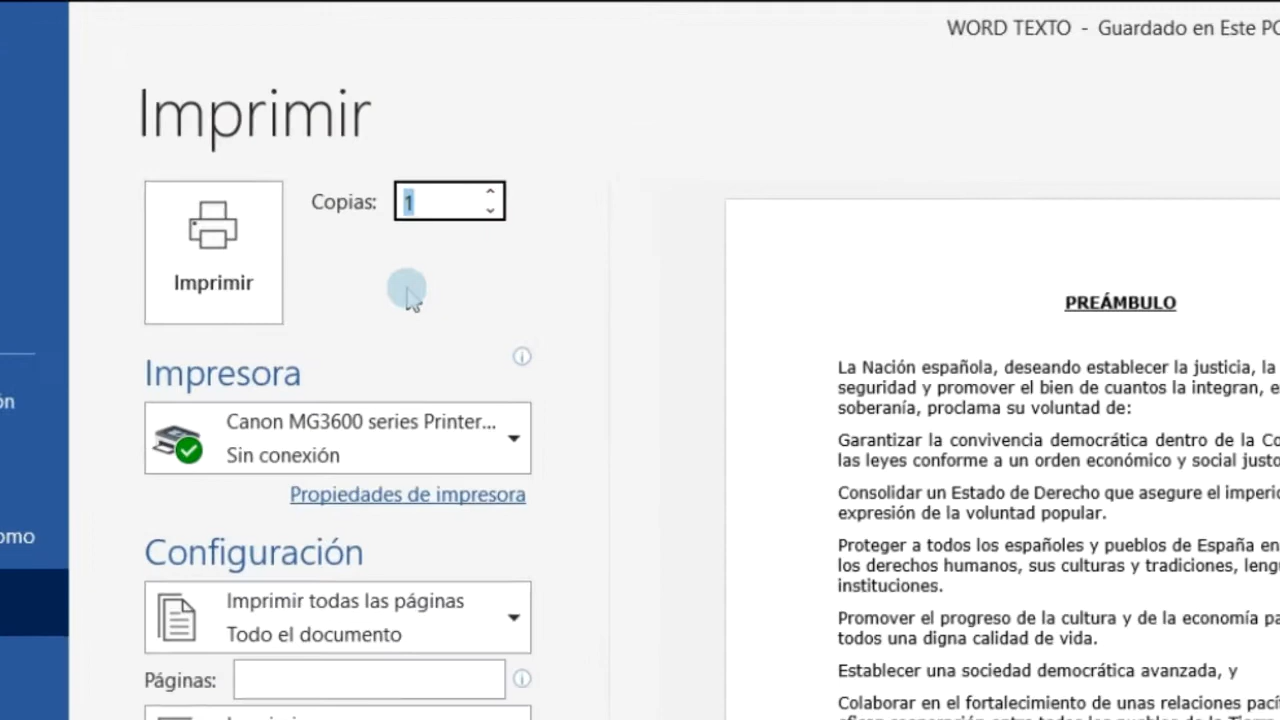 WORD TEXTO - Guardado en Este PC
Imprimir
Copias: 1
Imprimir
Impresora
Canon MG3600 series Printer...
Sin conexión
Propiedades de impresora
Configuración
Imprimir todas las páginas
Todo el documento
Páginas:
PREÁMBULO
La Nación española, deseando establecer la justicia, la
seguridad y promover el bien de cuantos la integran, e
soberanía, proclama su voluntad de:
Garantizar la convivencia democrática dentro de la Co
las leyes conforme a un orden económico y social justo
Consolidar un Estado de Derecho que asegure el imperio
expresión de la voluntad popular.
Proteger a todos los españoles y pueblos de España en
los derechos humanos, sus culturas y tradiciones, lengu
instituciones.
Promover el progreso de la cultura y de la economía pa
todos una digna calidad de vida.
Establecer una sociedad democrática avanzada, y
Colaborar en el fortalecimiento de unas relaciones pací